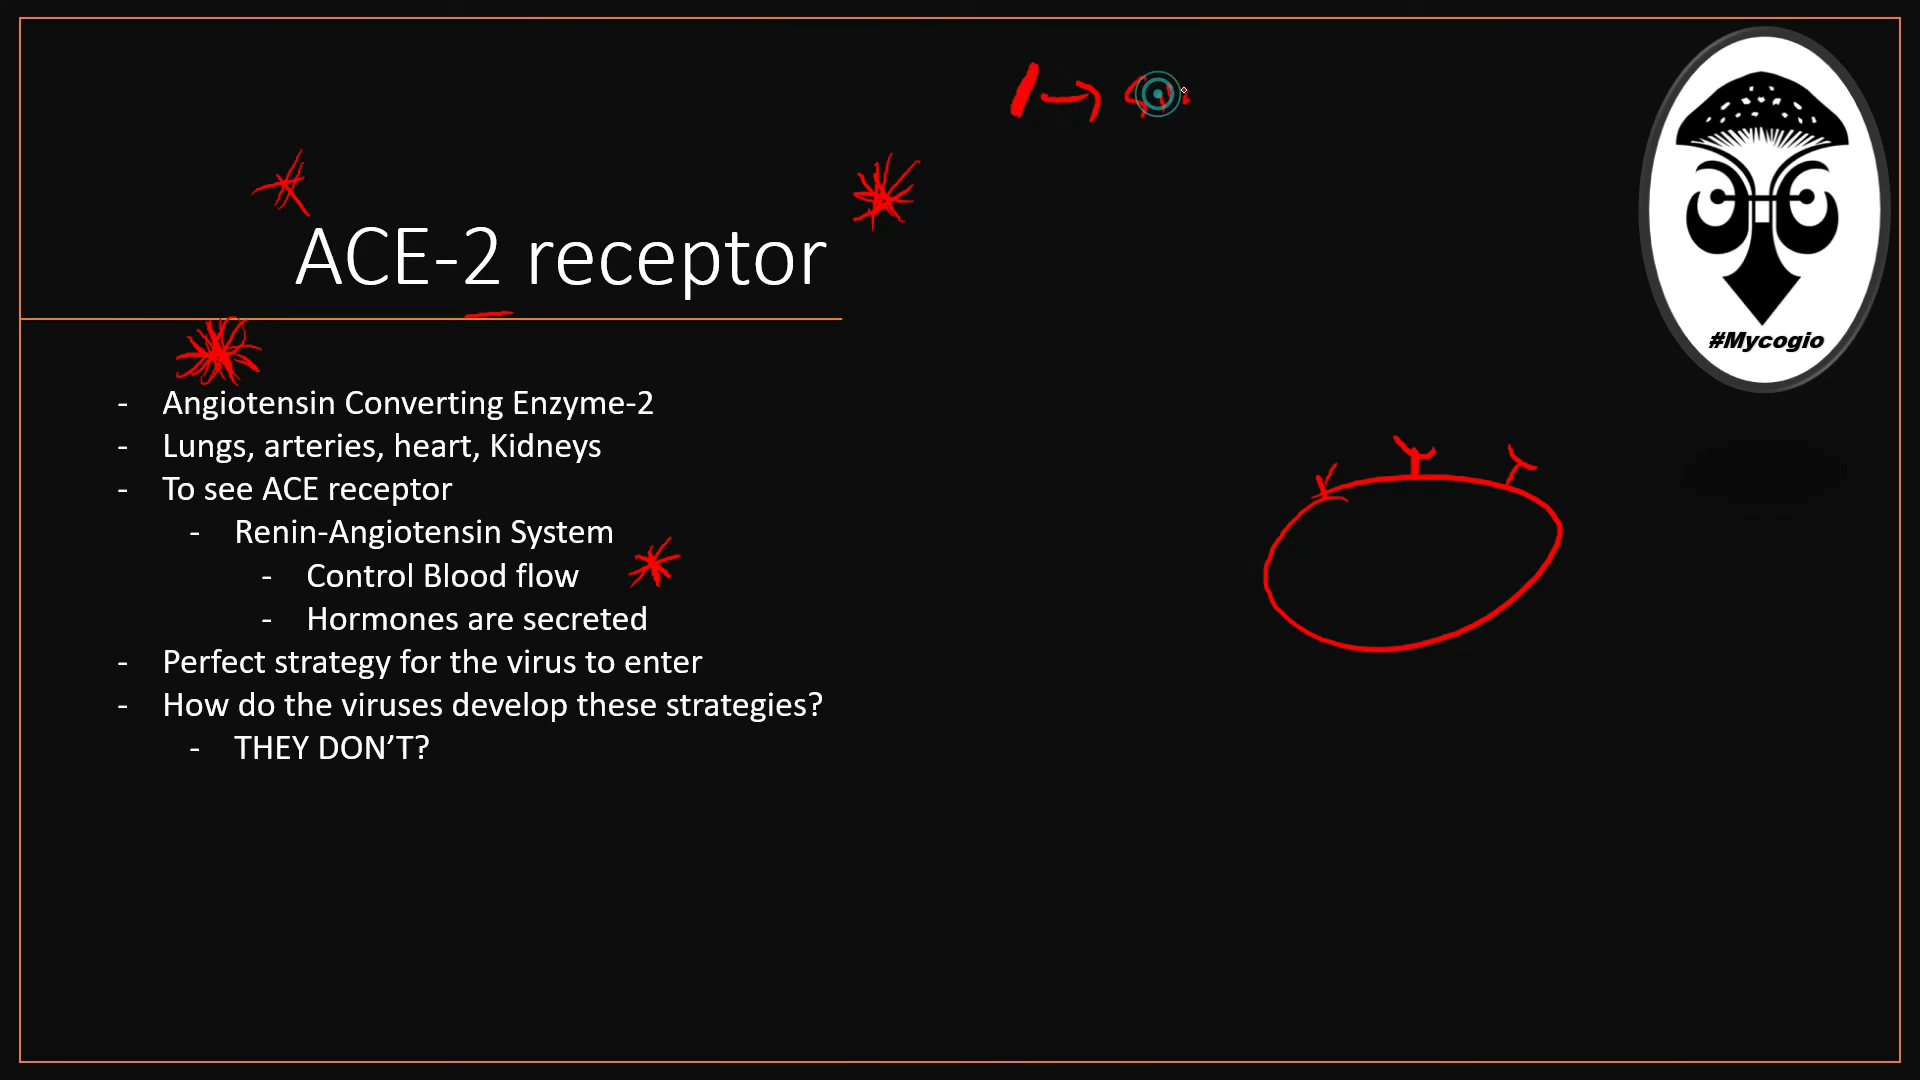 ACE-2 receptor
- Angiotensin Converting Enzyme-2
- Lungs, arteries, heart, Kidneys
- To see ACE receptor
- Renin-Angiotensin System
- Control Blood flow
- Hormones are secreted
- Perfect strategy for the virus to enter
- How do the viruses develop these strategies?
- THEY DON’T?
#Mycogio